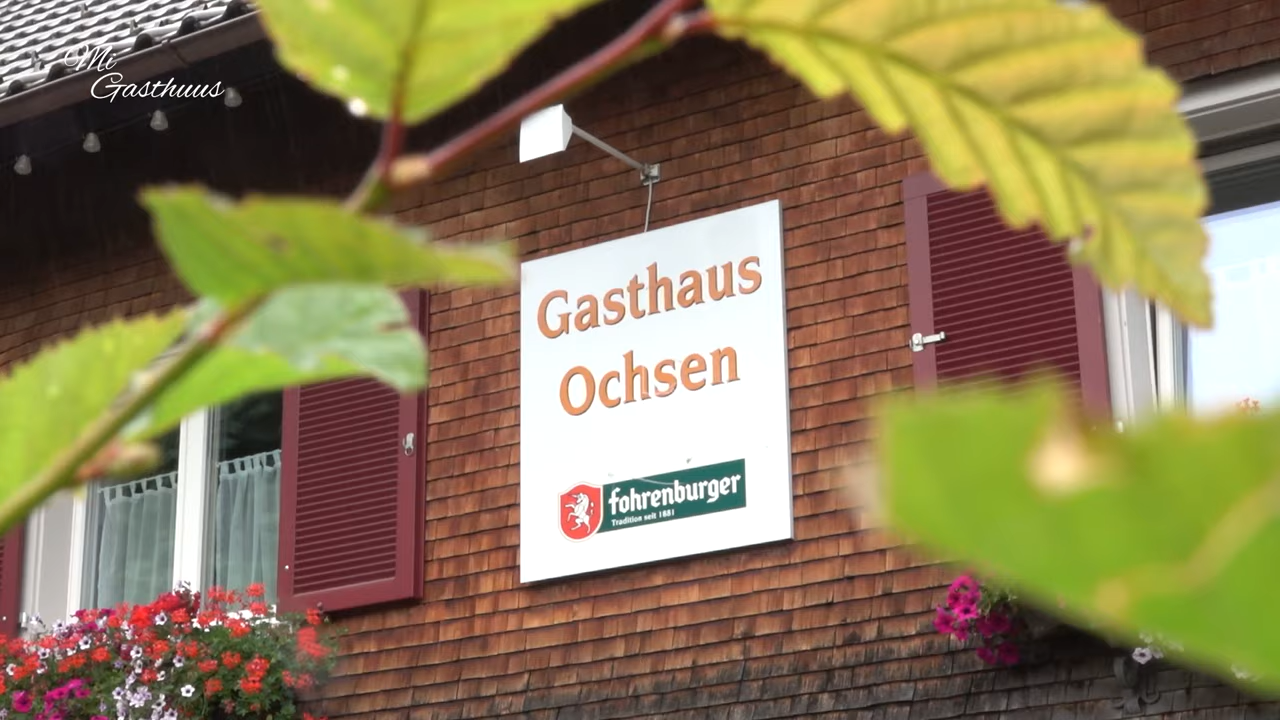 Mi
Gasthuus
Gasthaus
Ochsen
fohrenburger
Tradition seit 1881